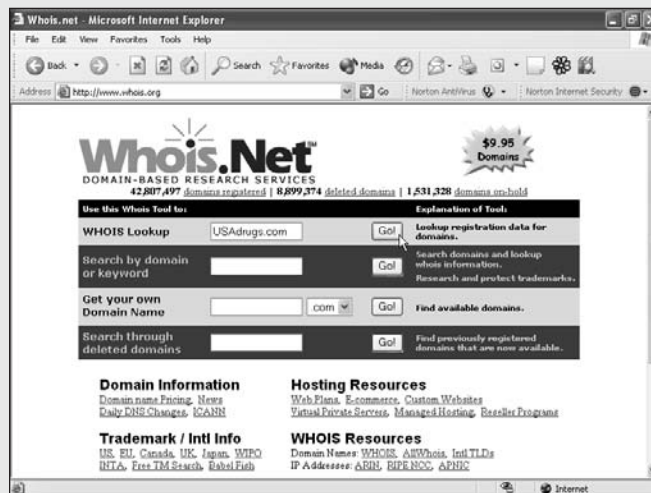 Whois.net - Microsoft Internet Explorer
File Edit View Favorites Tools Help
Back Search Favorites Media
Address http://www.whois.org Go Norton AntiVirus Norton Internet Security
Whois.Net SM
DOMAIN-BASED RESEARCH SERVICES
$9.95
Domains
42,807,497 domains registered | 8,899,374 deleted domains | 1,531,328 domains on-hold
Use this Whois Tool to: Explanation of Tool:
WHOIS Lookup USAdrugs.com Go! Lookup registration data for
domains.
Search by domain
or keyword Go! Search domains and lookup
whois information.
Research and protect trademarks.
Get your own
Domain Name .com Go! Find available domains.
Search through
deleted domains Go! Find previously registered
domains that are now available.
Domain Information
Domain name Pricing, News
Daily DNS Changes, ICANN
Hosting Resources
Web Plans, E-commerce, Custom Websites
Virtual Private Servers, Managed Hosting, Reseller Programs
Trademark / Intl Info
US, EU, Canada, UK, Japan, WIPO
INTA, Free TM Search, Babel Fish
WHOIS Resources
Domain Names: WHOIS, AllWhois, Intl TLDs
IP Addresses: ARIN, RIPE NCC, APNIC
Internet